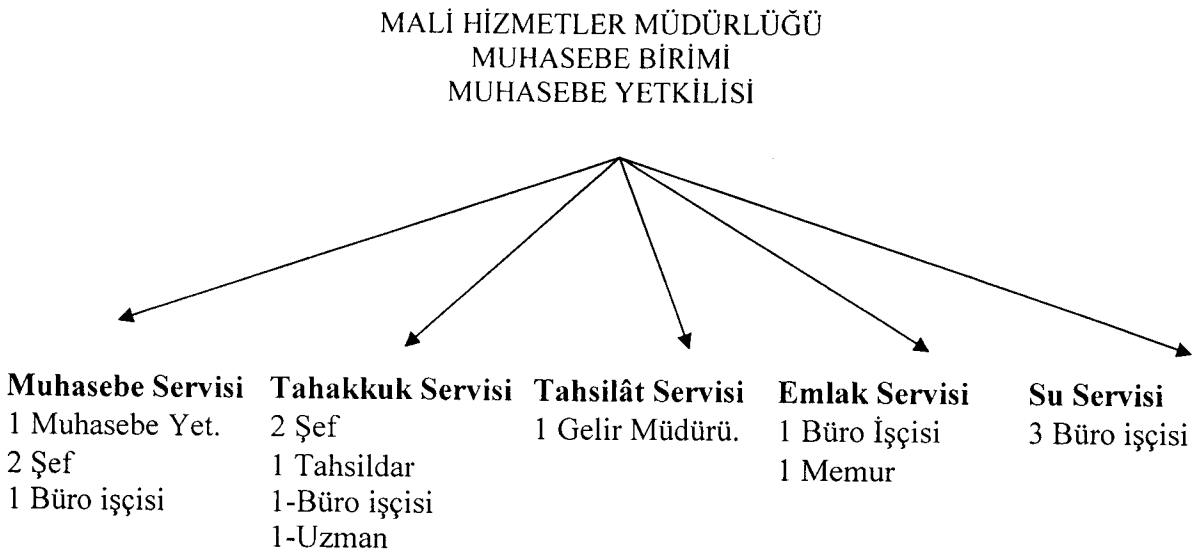 MALİ HİZMETLER MÜDÜRLÜĞÜ
MUHASEBE BİRİMİ
MUHASEBE YETKİLİSİ
Muhasebe Servisi
1 Muhasebe Yet.
2 Şef
1 Büro işçisi
Tahakkuk Servisi
2 Şef
1 Tahsildar
1-Büro işçisi
1-Uzman
Tahsilât Servisi
1 Gelir Müdürü.
Emlak Servisi
1 Büro İşçisi
1 Memur
Su Servisi
3 Büro işçisi